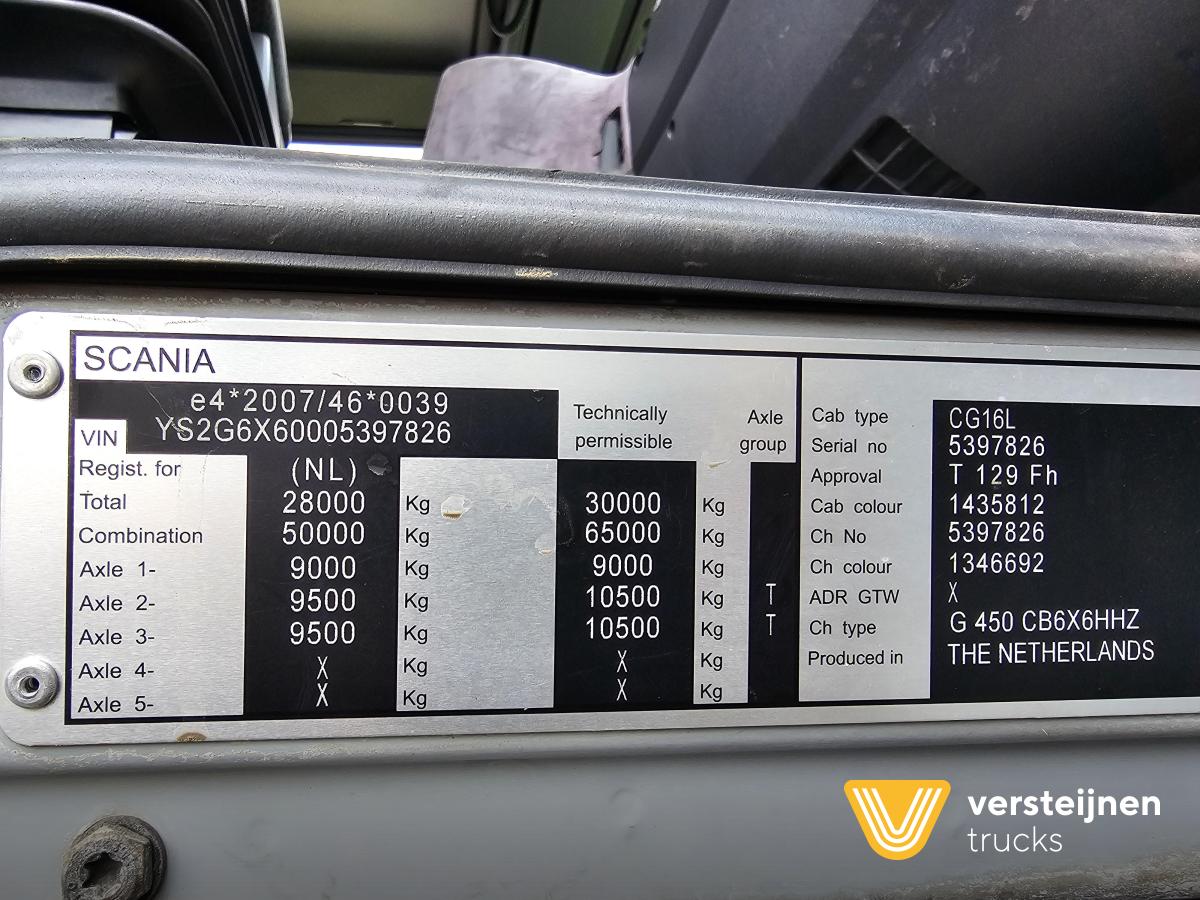 SCANIA
e4*2007/46*0039
VIN YS2G6X60005397826
Technically permissible
Axle group
Regist. for (NL)
Total 28000 Kg 30000 Kg
Combination 50000 Kg 65000 Kg
Axle 1- 9000 Kg 9000 Kg
Axle 2- 9500 Kg 10500 Kg T
Axle 3- 9500 Kg 10500 Kg T
Axle 4- X Kg X Kg
Axle 5- X Kg X Kg
Cab type CG16L
Serial no 5397826
Approval T 129 Fh
Cab colour 1435812
Ch No 5397826
Ch colour 1346692
ADR GTW X
Ch type G 450 CB6X6HHZ
Produced in THE NETHERLANDS
versteijnen
trucks